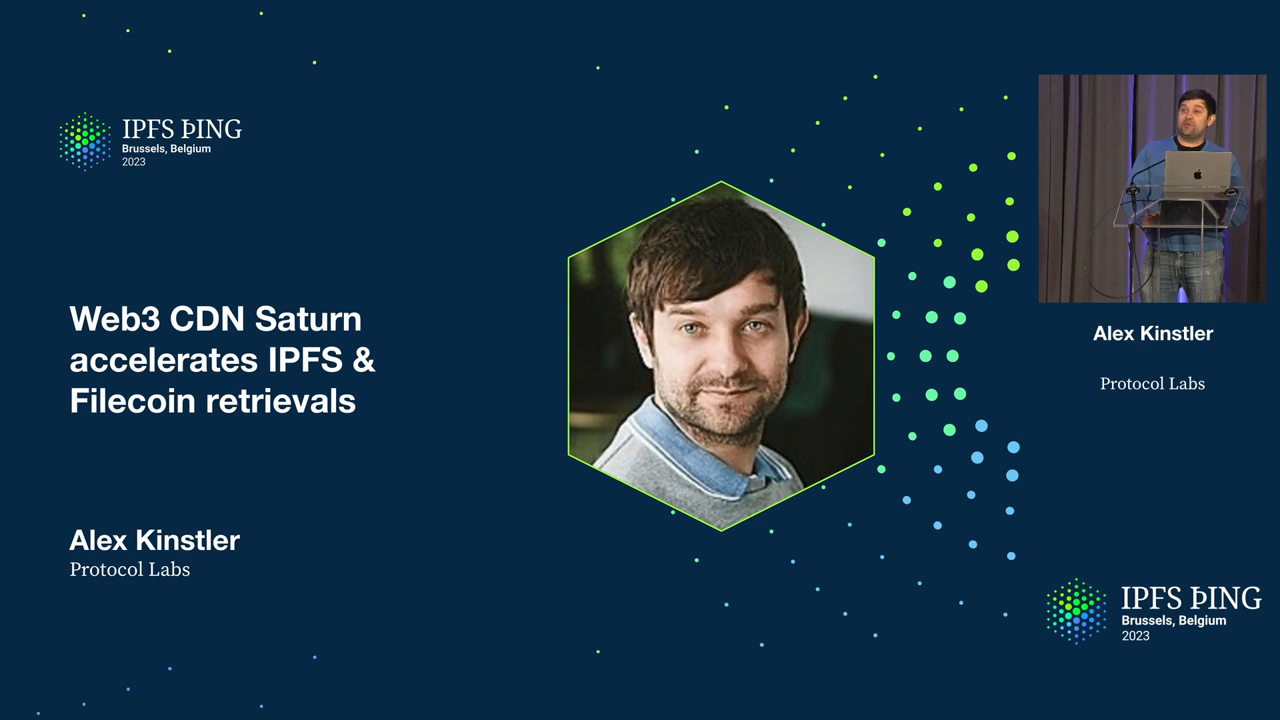 IPFS ÞING
Brussels, Belgium
2023
Web3 CDN Saturn
accelerates IPFS &
Filecoin retrievals
Alex Kinstler
Protocol Labs
Alex Kinstler
Protocol Labs
IPFS ÞING
Brussels, Belgium
2023